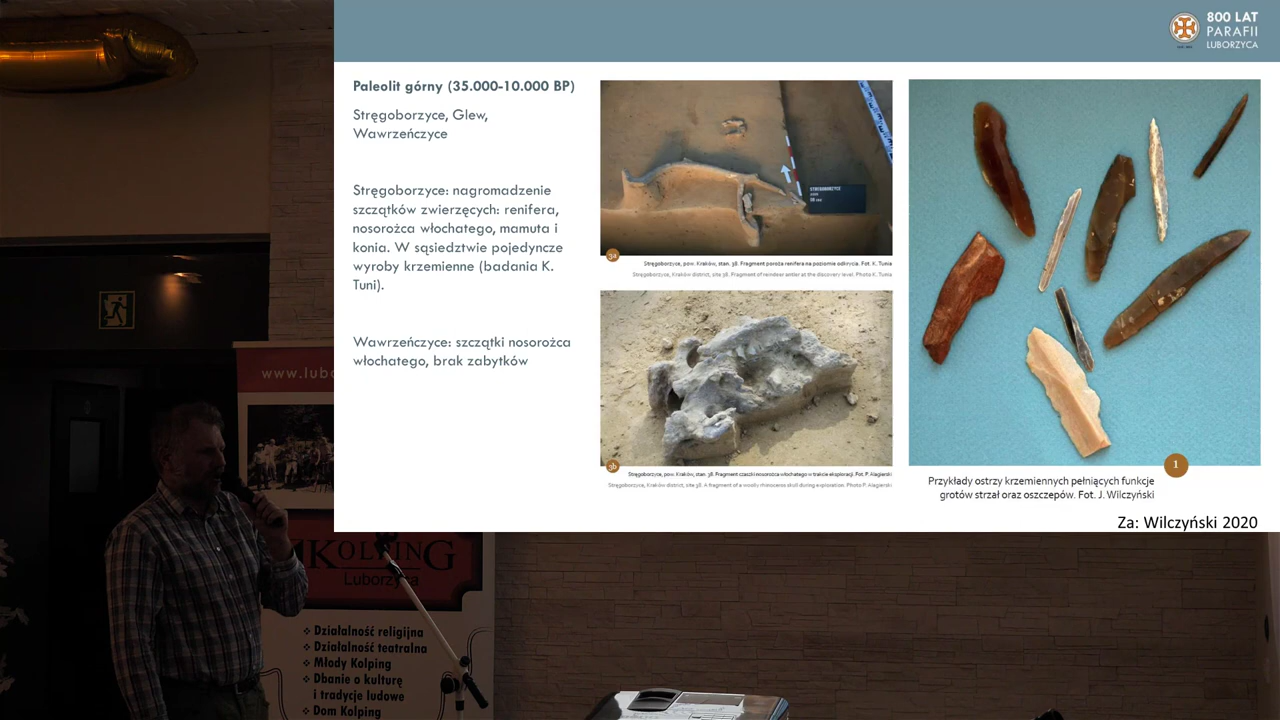 800 LAT
PARAFII
LUBORZYCA
Paleolit górny (35.000-10.000 BP)
Stręgoborzyce, Glew,
Wawrzeńczyce
Stręgoborzyce: nagromadzenie
szczątków zwierzęcych: renifera,
nosorożca włochatego, mamuta i
konia. W sąsiedztwie pojedyncze
wyroby krzemienne (badania K.
Tuni).
Wawrzeńczyce: szczątki nosorożca
włochatego, brak zabytków
STRĘGOBORZYCE
3a
Stręgoborzyce, pow. Kraków, stan. 38. Fragment poroża renifera na poziomie odkrycia. Fot. K. Tunia
Stręgoborzyce, Kraków district, site 38. Fragment of reindeer antler at the discovery level. Photo K. Tunia
3b
Stręgoborzyce, pow. Kraków, stan. 38. Fragment czaszki nosorożca włochatego w trakcie eksploracji. Fot. P. Alagierski
Stręgoborzyce, Kraków district, site 38. A fragment of a woolly rhinoceros skull during exploration. Photo P. Alagierski
1
Przykłady ostrzy krzemiennych pełniących funkcje
grotów strzał oraz oszczepów. Fot. J. Wilczyński
Za: Wilczyński 2020
www.lubo
KOLPING
Luborzyca
Działalność religijna
Działalność teatralna
Młody Kolping
Dbanie o kulturę
i tradycje ludowe
Dom Kolping